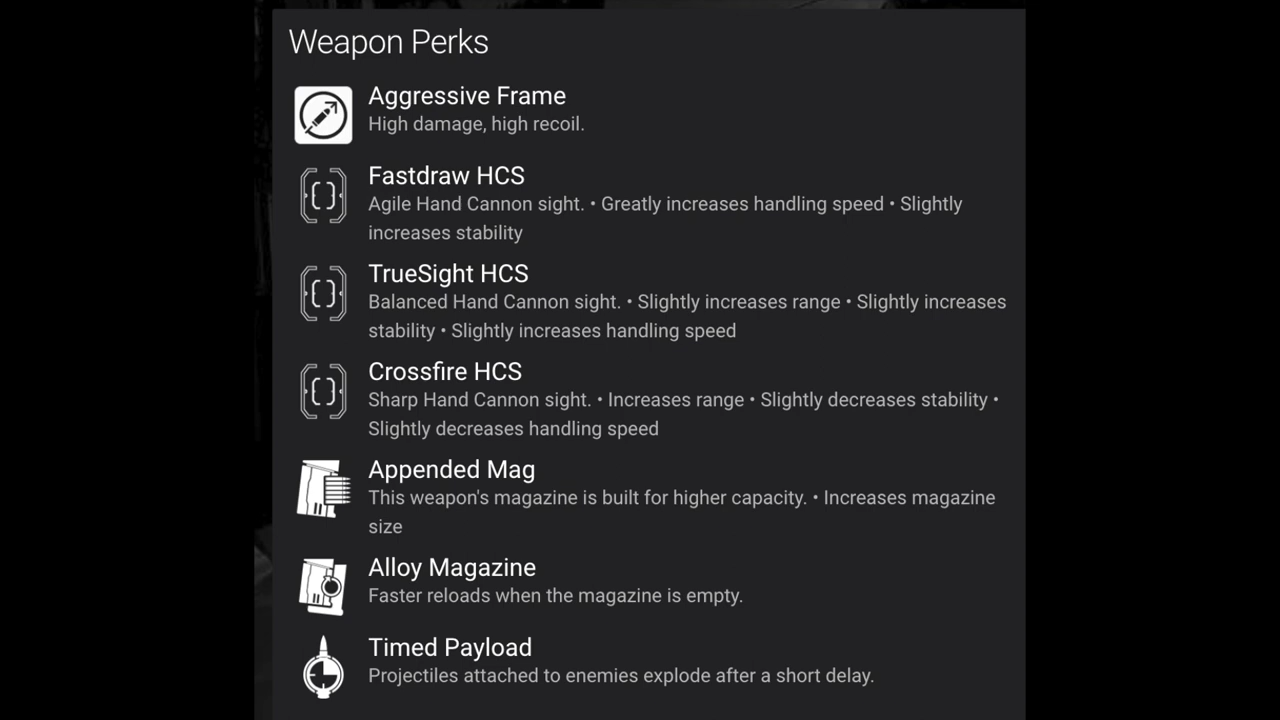 Weapon Perks
Aggressive Frame
High damage, high recoil.
Fastdraw HCS
Agile Hand Cannon sight. • Greatly increases handling speed • Slightly
increases stability
TrueSight HCS
Balanced Hand Cannon sight. • Slightly increases range • Slightly increases
stability • Slightly increases handling speed
Crossfire HCS
Sharp Hand Cannon sight. • Increases range • Slightly decreases stability •
Slightly decreases handling speed
Appended Mag
This weapon's magazine is built for higher capacity. • Increases magazine
size
Alloy Magazine
Faster reloads when the magazine is empty.
Timed Payload
Projectiles attached to enemies explode after a short delay.